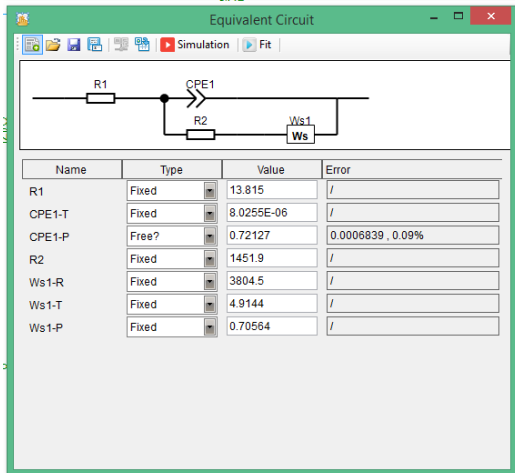 Equivalent Circuit
Simulation Fit
R1 CPE1
R2 Ws1
Ws
Name Type Value Error
R1 Fixed 13.815 /
CPE1-T Fixed 8.0255E-06 /
CPE1-P Free? 0.72127 0.0006839 , 0.09%
R2 Fixed 1451.9 /
Ws1-R Fixed 3804.5 /
Ws1-T Fixed 4.9144 /
Ws1-P Fixed 0.70564 /